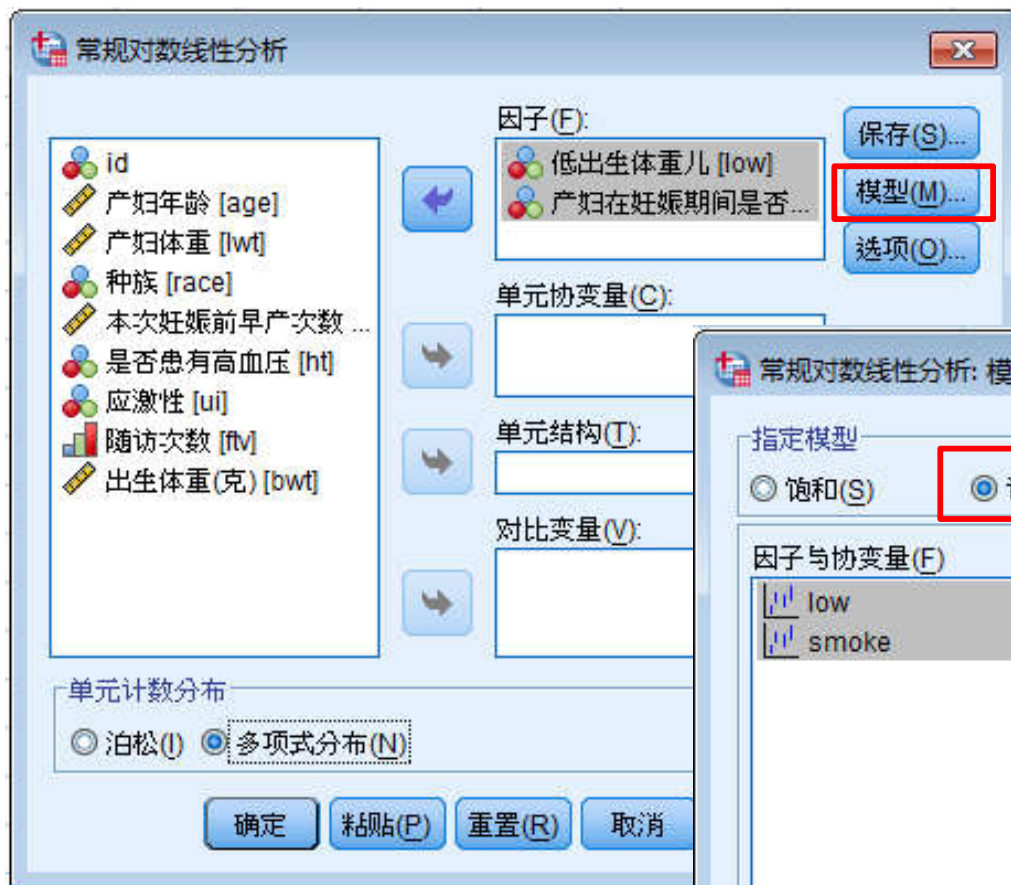 常规对数线性分析
id
产妇年龄 [age]
产妇体重 [lwt]
种族 [race]
本次妊娠前早产次数 ...
是否患有高血压 [ht]
应激性 [ui]
随访次数 [ftv]
出生体重(克) [bwt]
因子(F):
低出生体重儿 [low]
产妇在妊娠期间是否...
保存(S)...
模型(M)...
选项(O)...
单元协变量(C):
单元结构(T):
对比变量(V):
单元计数分布
泊松(I) 多项式分布(N)
确定 粘贴(P) 重置(R) 取消
常规对数线性分析: 模
指定模型
饱和(S)
因子与协变量(F)
low
smoke